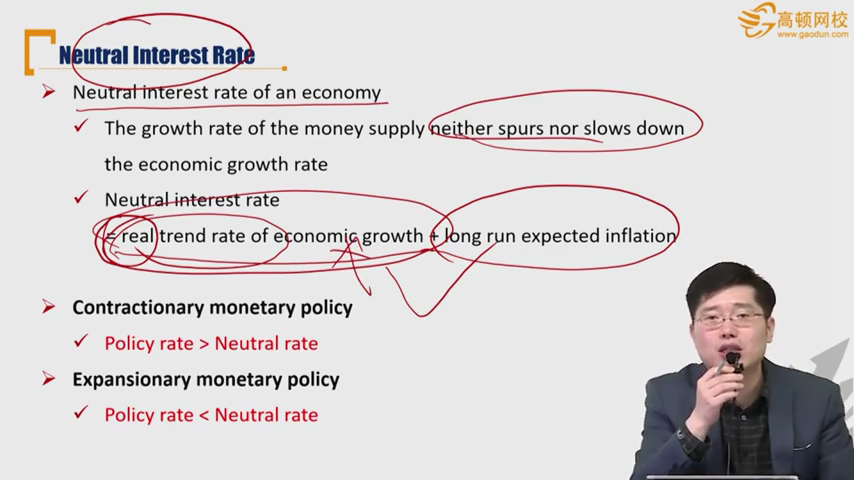 高顿网校
www.gaodun.com
Neutral Interest Rate
Neutral interest rate of an economy
The growth rate of the money supply neither spurs nor slows down
the economic growth rate
Neutral interest rate
= real trend rate of economic growth + long run expected inflation
Contractionary monetary policy
Policy rate > Neutral rate
Expansionary monetary policy
Policy rate < Neutral rate